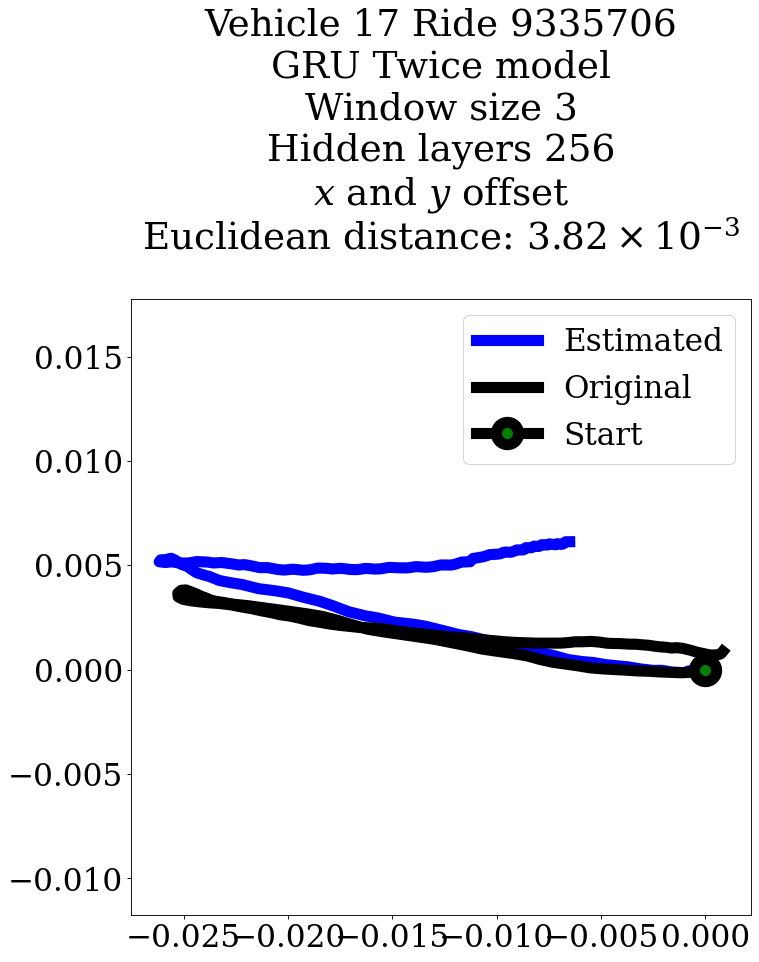 Vehicle 17 Ride 9335706
GRU Twice model
Window size 3
Hidden layers 256
x and y offset
Euclidean distance: 3.82 × 10⁻³
Estimated
Original
Start
0.015
0.010
0.005
0.000
−0.005
−0.010
−0.025 −0.020 −0.015 −0.010 −0.005 0.000